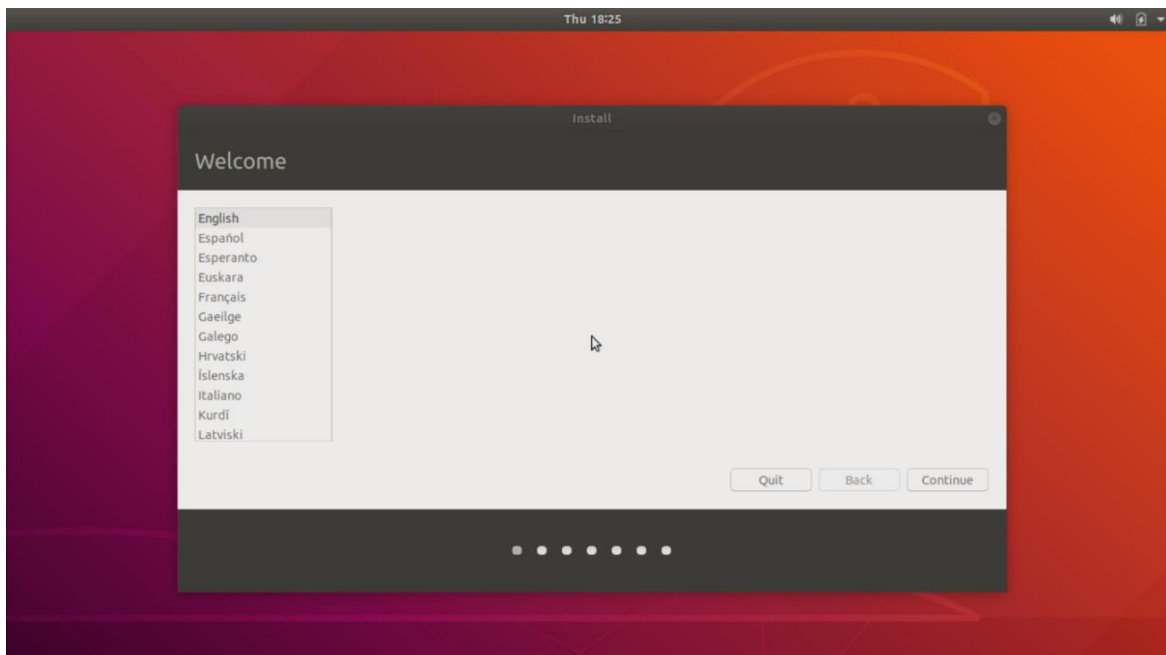 Thu 18:25
Install
Welcome
English
Español
Esperanto
Euskara
Français
Gaeilge
Galego
Hrvatski
Íslenska
Italiano
Kurdî
Latviski
Quit Back Continue